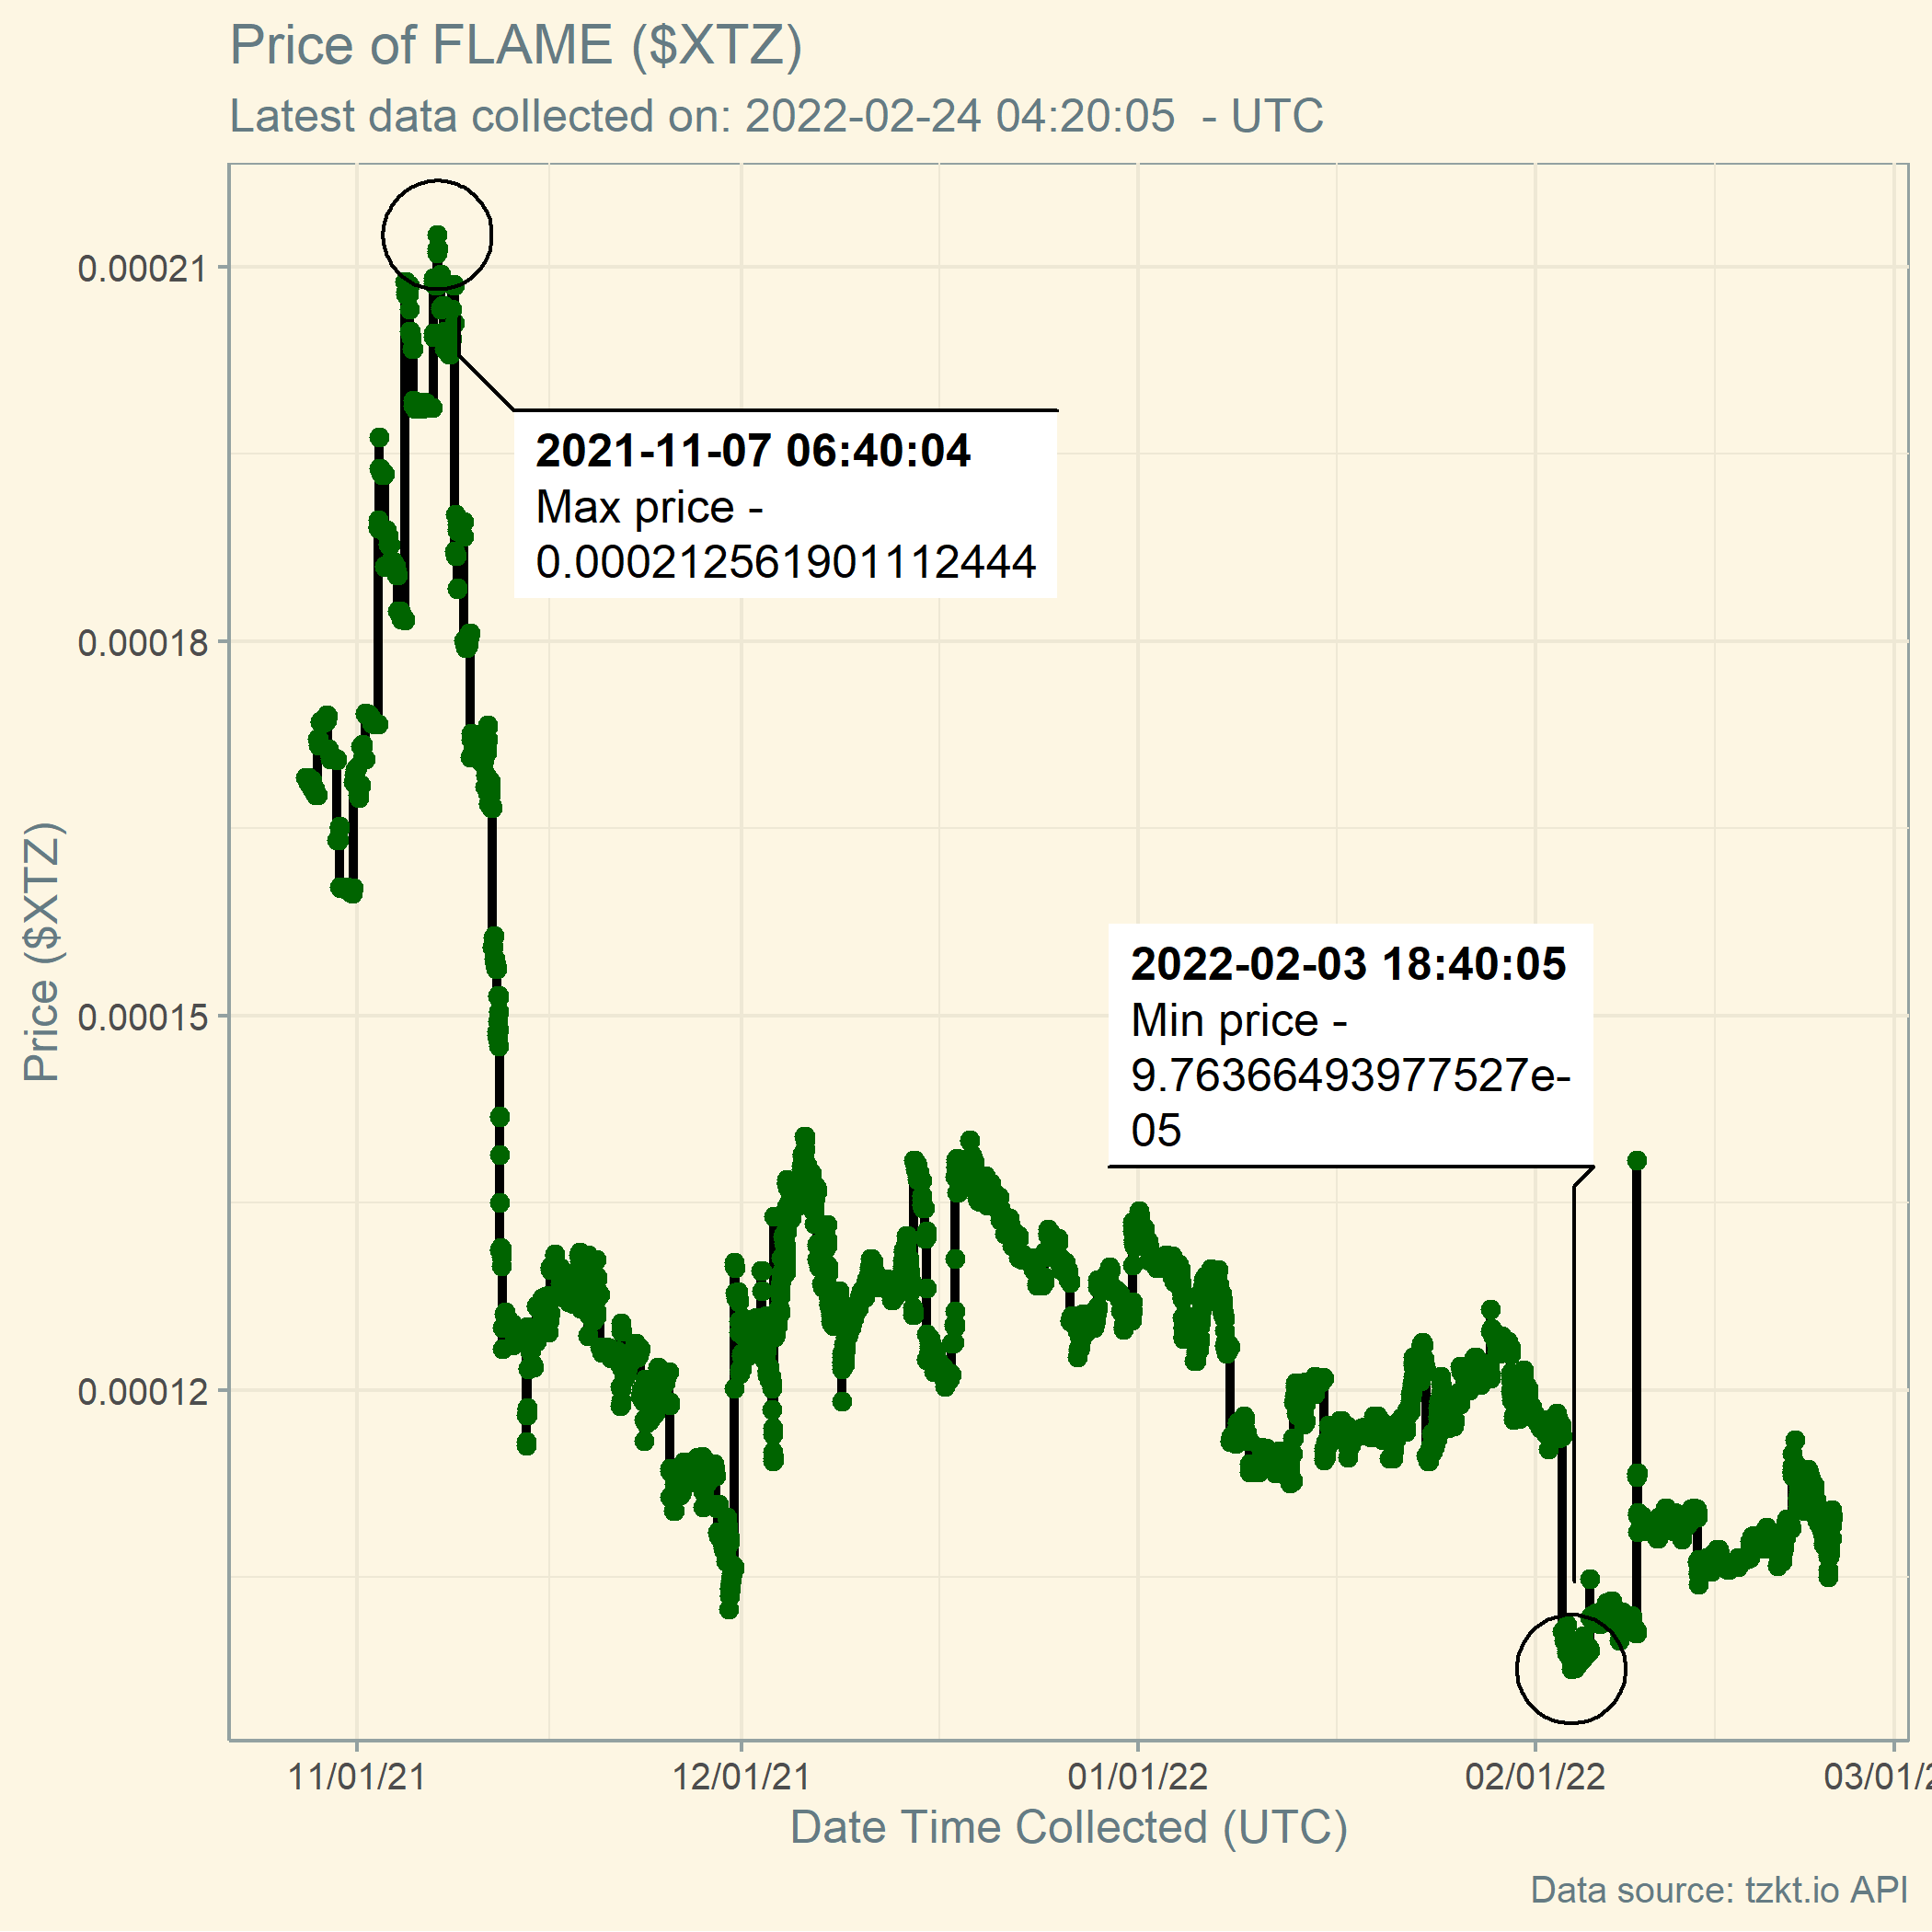 Price of FLAME ($XTZ)
Latest data collected on: 2022-02-24 04:20:05  - UTC
0.00021
2021-11-07 06:40:04
Max price -
0.000212561901112444
0.00018
Price ($XTZ)
0.00015
2022-02-03 18:40:05
Min price -
9.76366493977527e-
05
0.00012
11/01/21
12/01/21
01/01/22
02/01/22
03/01/2
Date Time Collected (UTC)
Data source: tzkt.io API